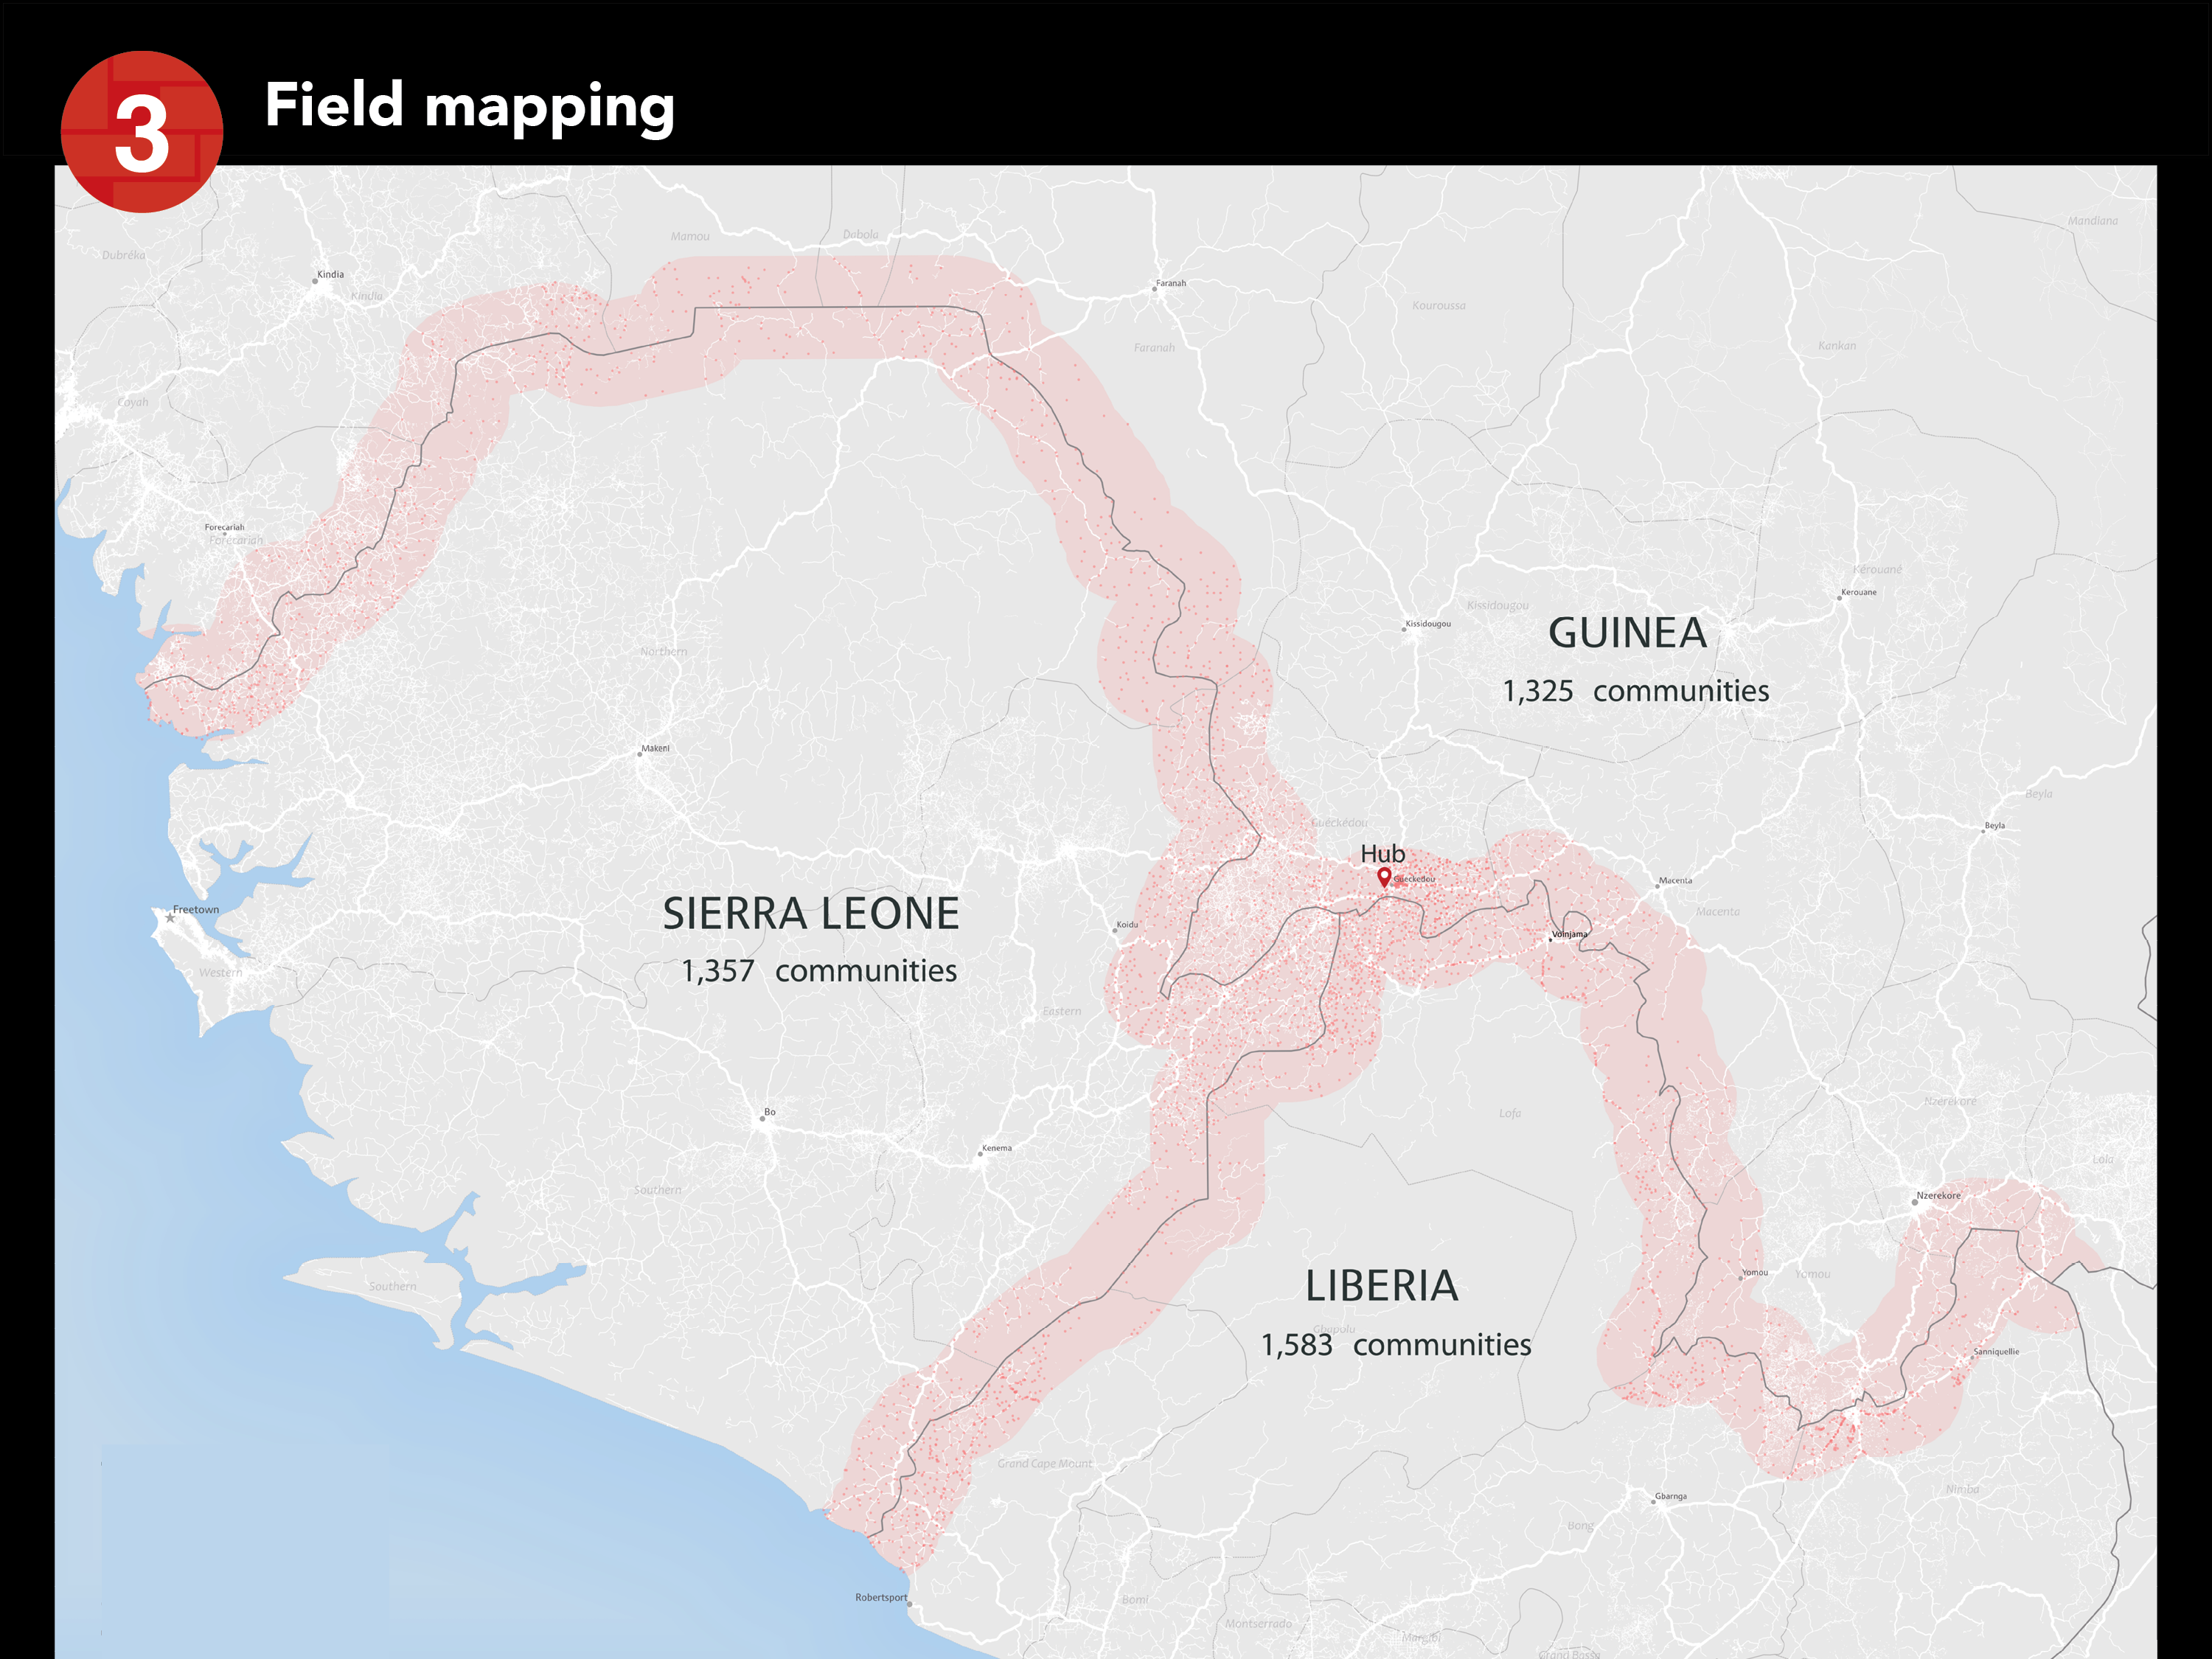 3
Field mapping
Mandlana
Mamou
Dabola
Dubréka
Kindia
Faranah
Kindia
Kouroussa
Kankan
Faranah
Coyah
Forecariah
Forécariah
Kérouané
Kerouane
Kissidougou
Kissidougou
GUINEA
1,325 communities
Northern
Makeni
Beyla
Beyla
Guéckédou
Hub
Gueckedou
Macenta
Macenta
SIERRA LEONE
1,357 communities
Freetown
Koidu
Voinjama
Western
Eastern
Nzerekore
Lofa
Bo
Kenema
Lola
Southern
Nzerekore
Southern
Yomou
Yomou
LIBERIA
Gbapolu
1,583 communities
Sanniquellie
Grand Cape Mount
Nimba
Gbarnga
Bong
Robertsport
Bomi
Montserrado
Margibi
Grand Bassa